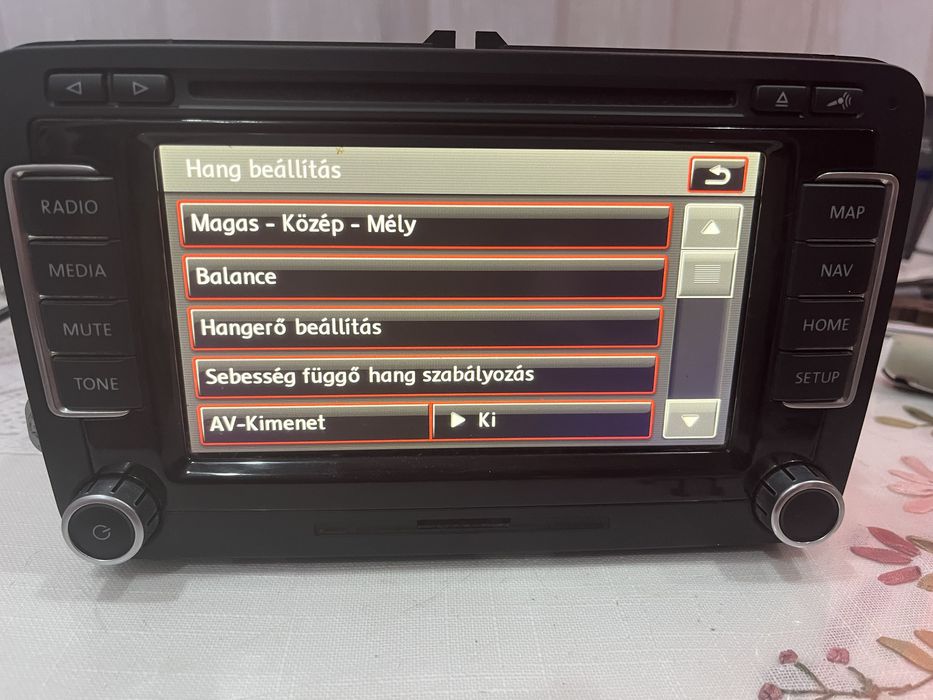 Hang beállítás
RADIO
MEDIA
MUTE
TONE
Magas - Közép - Mély
Balance
Hangerő beállítás
Sebesség függő hang szabályozás
AV-Kimenet
Ki
MAP
NAV
HOME
SETUP